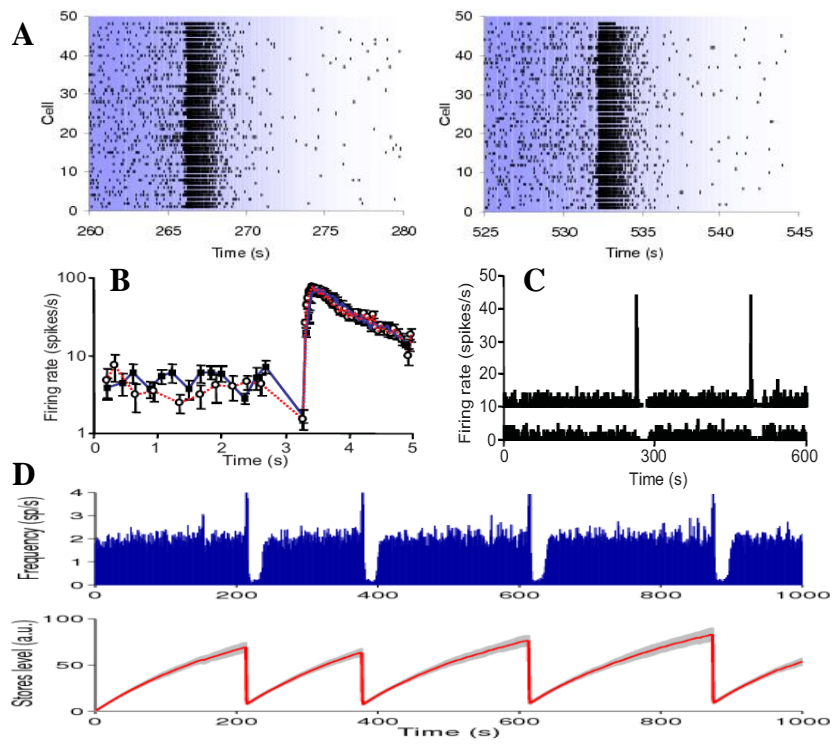 A
50
40
30
20
10
0
Cell
260 265 270 275 280
Time (s)
50
40
30
20
10
0
525 530 535 540 545
Time (s)
B
100
10
1
Firing rate (spikes/s)
0 1 2 3 4 5
Time (s)
C
50
40
30
20
10
10
0
Firing rate (spikes/s)
0 300 600
Time (s)
D
4
3
2
1
0
Frequency (sp/s)
0 200 400 600 800 1000
100
50
0
Stores level (a.u.)
0 200 400 600 800 1000
Time (s)